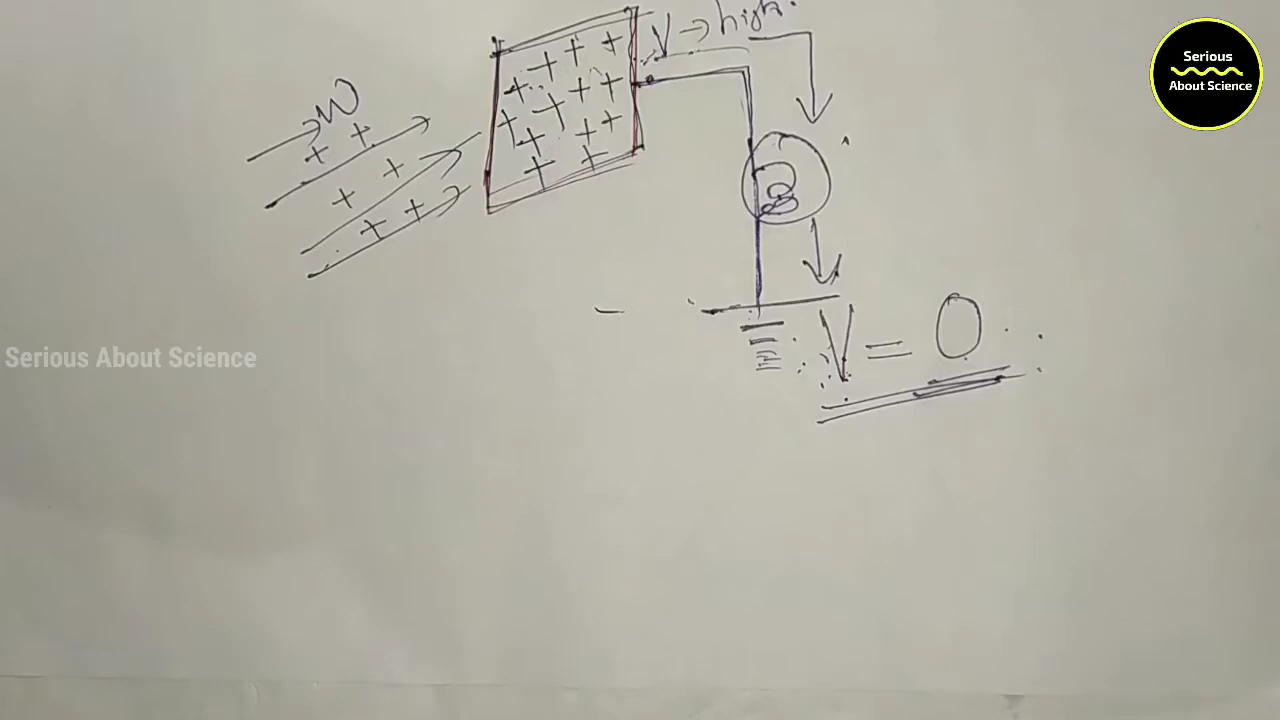 V → high.
W
+ + + +
+ + + +
+ + + +
+ +
+ +
+ +
+ +
V = 0
Serious
About Science
Serious About Science